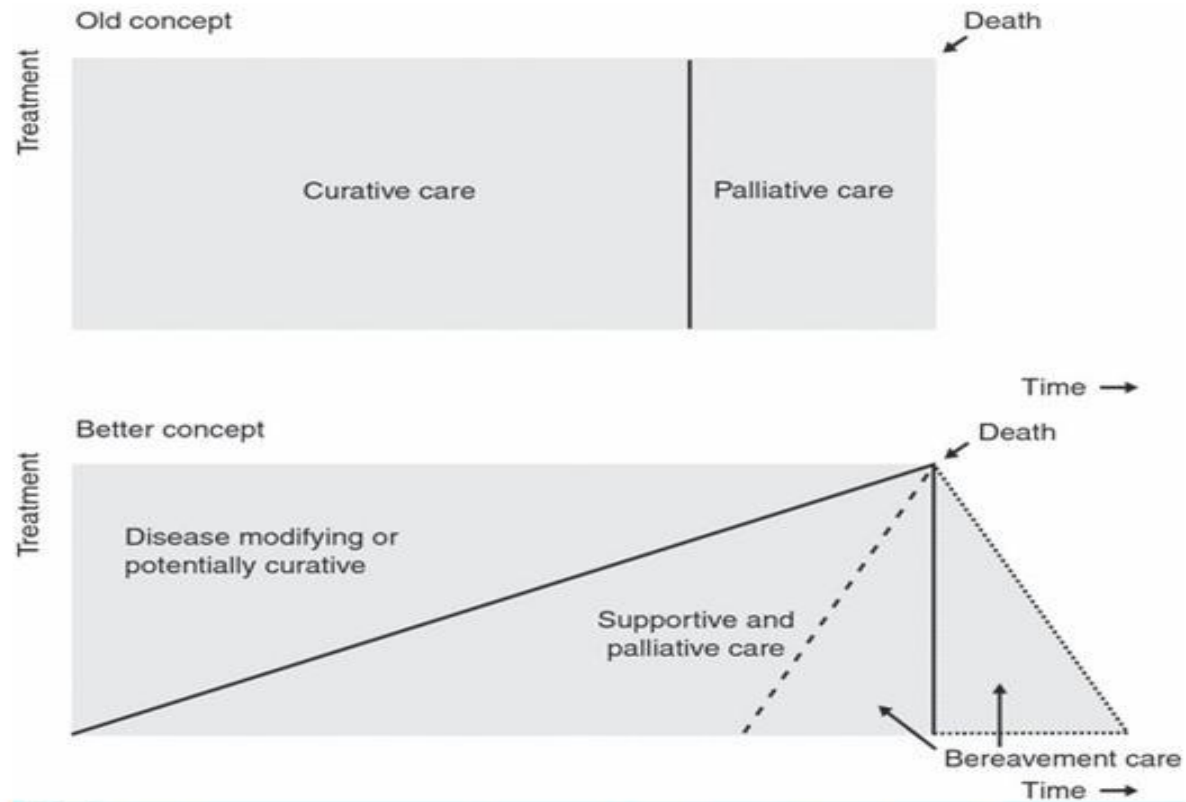 Old concept
Death
Treatment
Curative care
Palliative care
Time
Better concept
Death
Treatment
Disease modifying or
potentially curative
Supportive and
palliative care
Bereavement care
Time